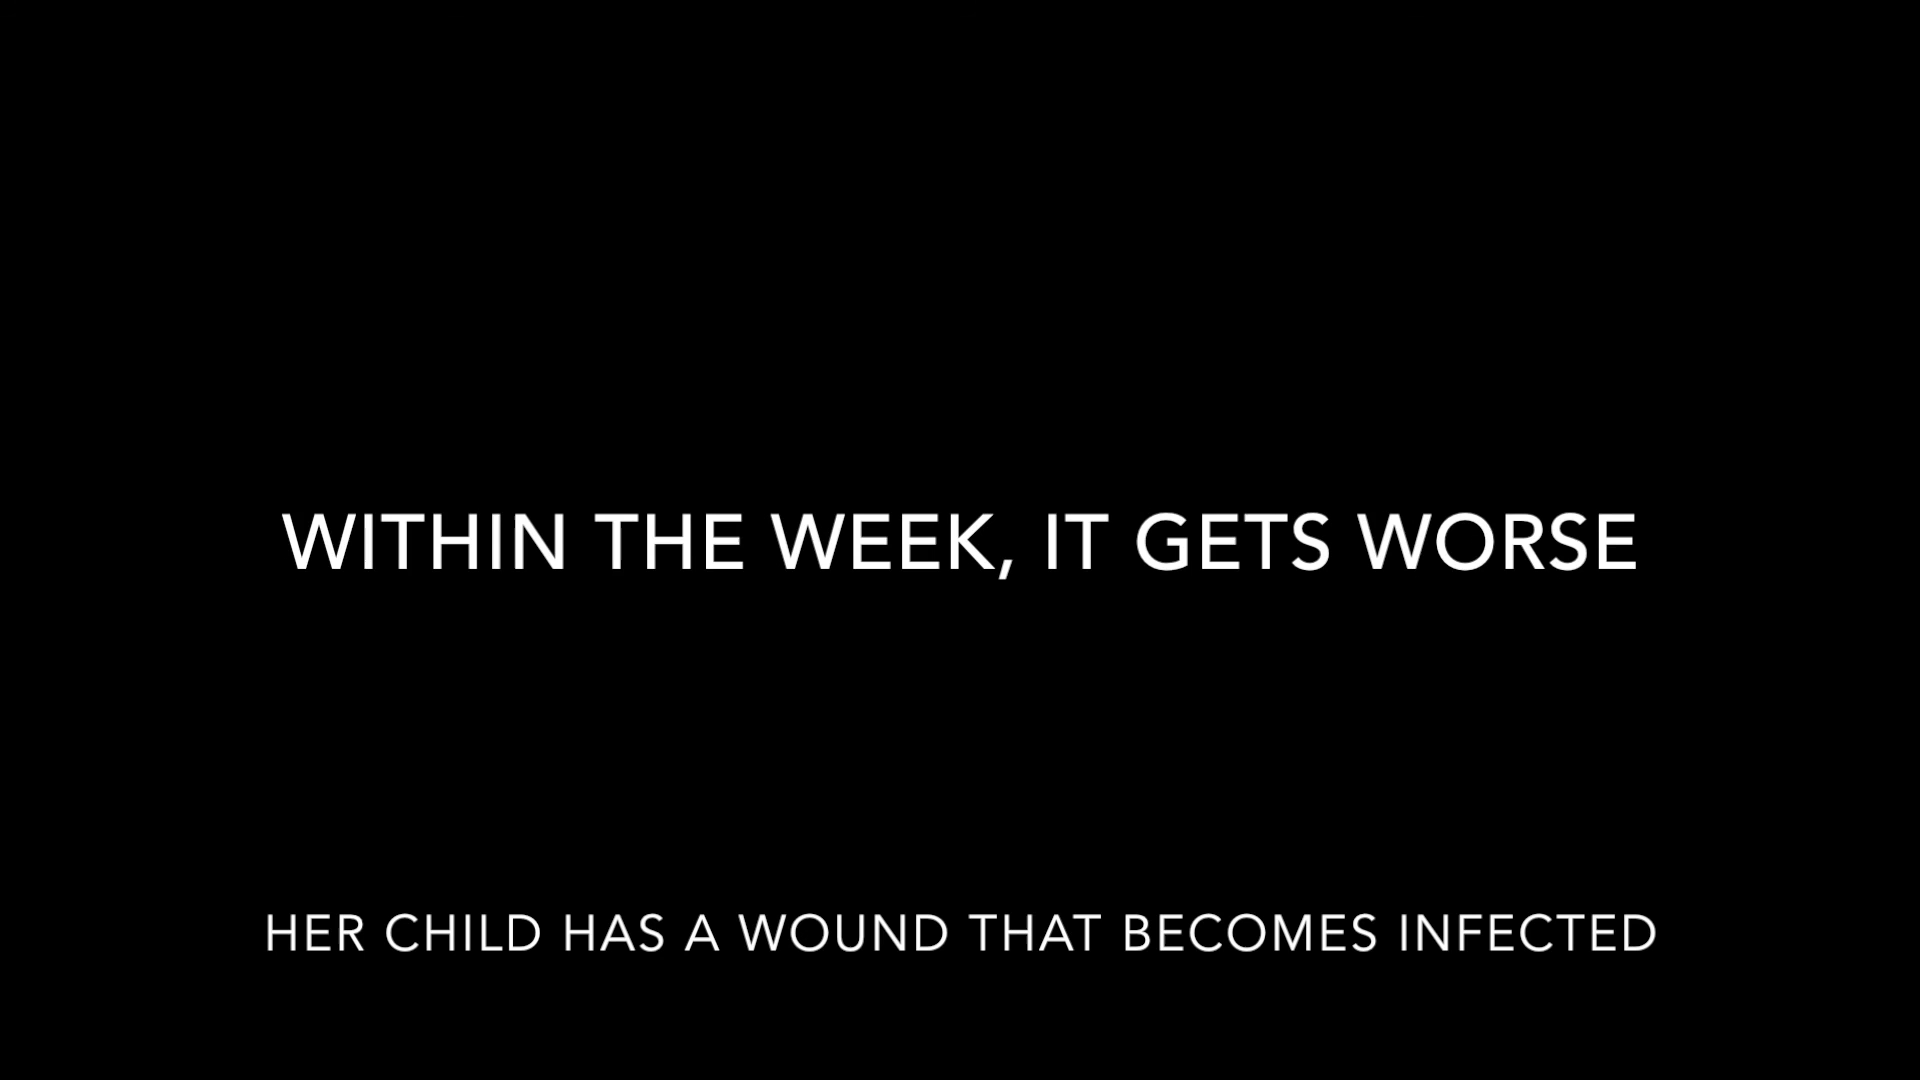 WITHIN THE WEEK, IT GETS WORSE
HER CHILD HAS A WOUND THAT BECOMES INFECTED